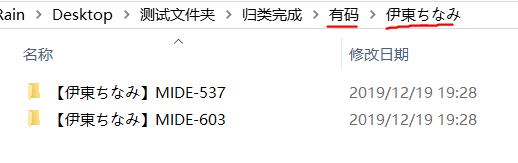 Rain > Desktop > 测试文件夹 > 归类完成 > 有码 > 伊東ちなみ
名称 修改日期
【伊東ちなみ】MIDE-537 2019/12/19 19:28
【伊東ちなみ】MIDE-603 2019/12/19 19:28